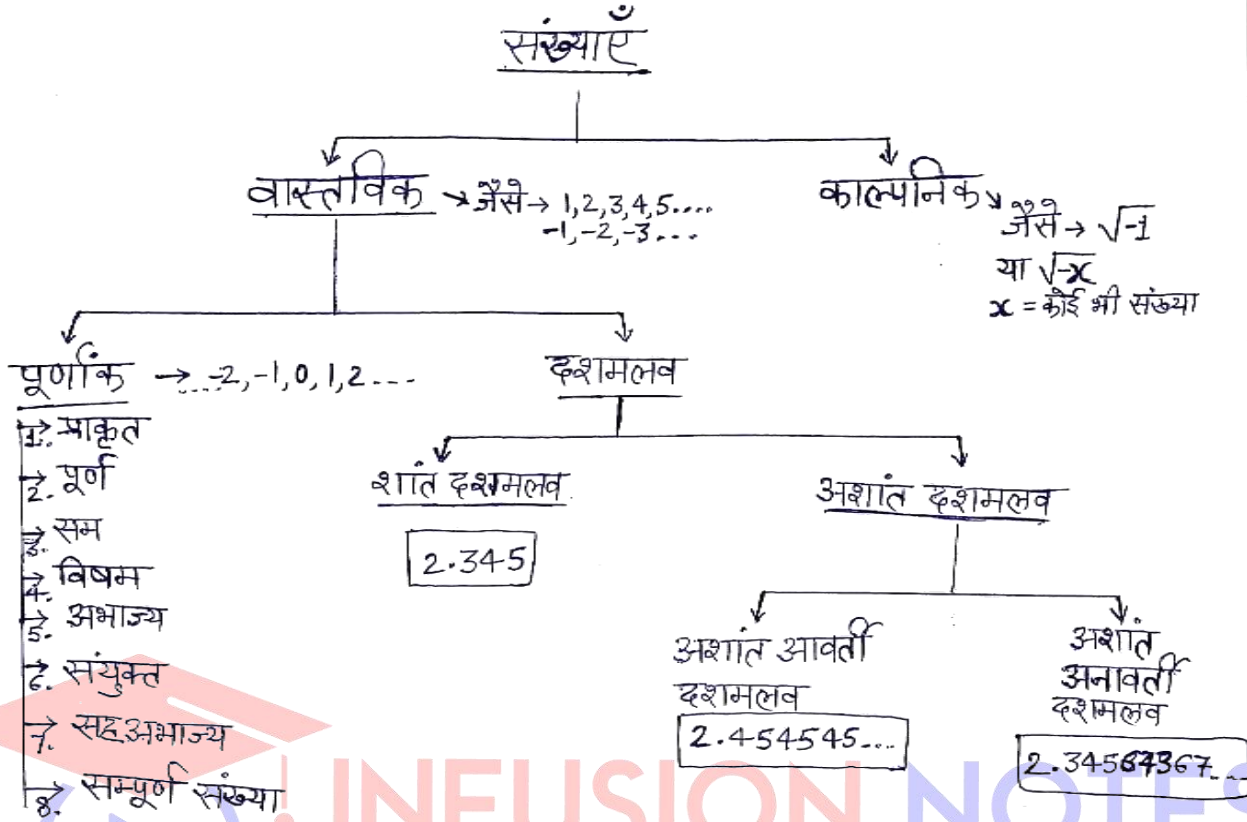 संख्याएँ
वास्तविक → जैसे → 1,2,3,4,5....
-1,-2,-3...
काल्पनिक
जैसे → √-1
या √-x
x = कोई भी संख्या
पूर्णांक → ...-2,-1,0,1,2...
दशमलव
1. प्राकृत
2. पूर्ण
3. सम
4. विषम
5. अभाज्य
6. संयुक्त
7. सहअभाज्य
8. सम्पूर्ण संख्या
शांत दशमलव
2.345
अशांत दशमलव
अशांत आवर्ती
दशमलव
2.454545...
अशांत
अनावर्ती
दशमलव
INFUSION NOTES